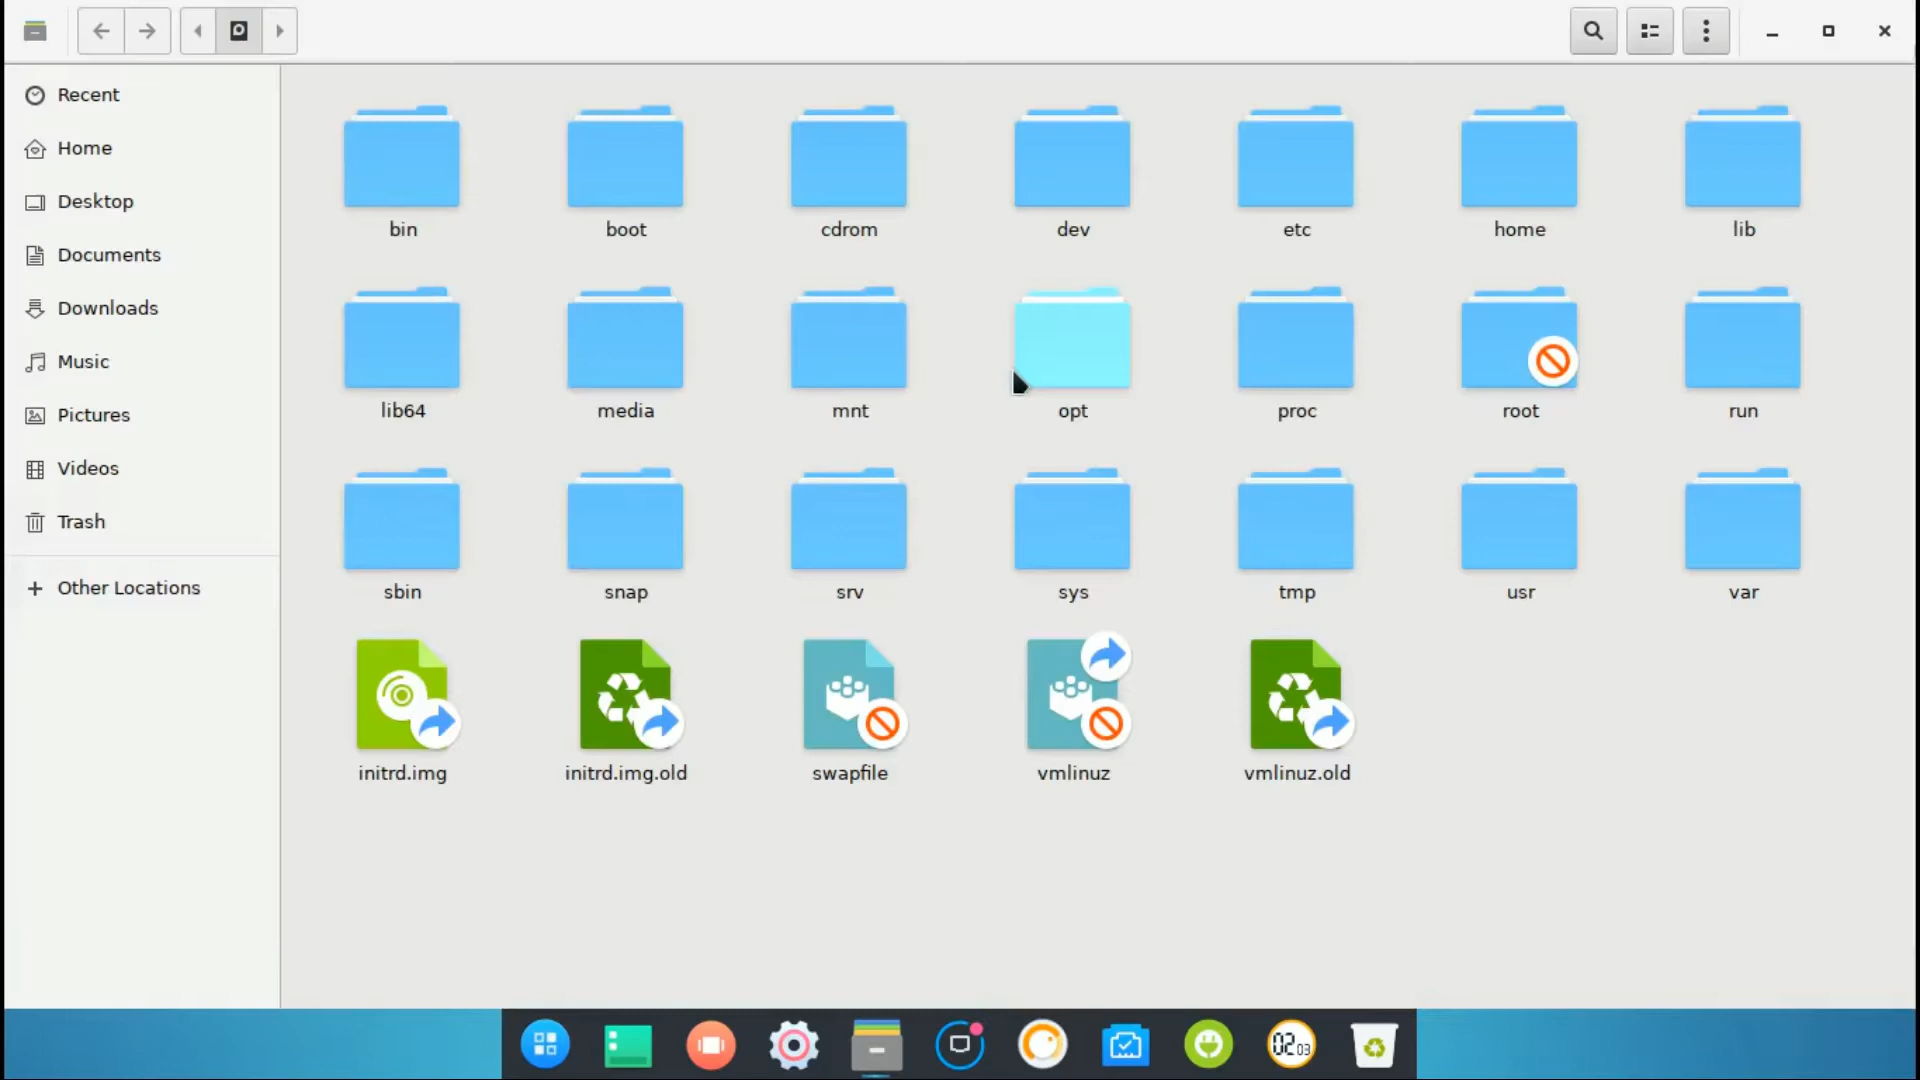 Recent
Home
Desktop
Documents
Downloads
Music
Pictures
Videos
Trash
Other Locations
bin boot cdrom dev etc home lib
lib64 media mnt opt proc root run
sbin snap srv sys tmp usr var
initrd.img initrd.img.old swapfile vmlinuz vmlinuz.old
02 03